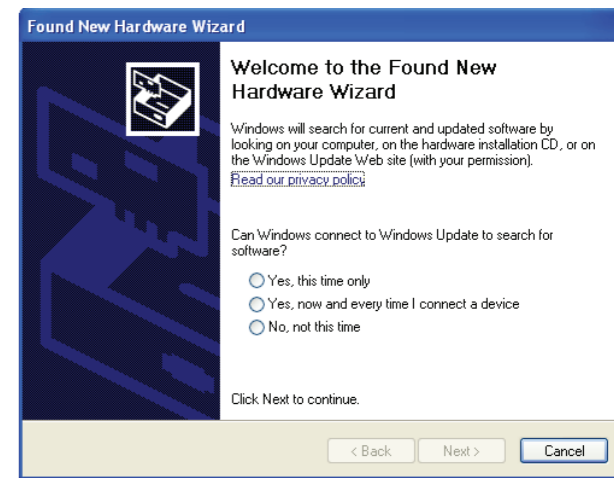 Found New Hardware Wizard
Welcome to the Found New
Hardware Wizard
Windows will search for current and updated software by
looking on your computer, on the hardware installation CD, or on
the Windows Update Web site (with your permission).
Read our privacy policy
Can Windows connect to Windows Update to search for
software?
Yes, this time only
Yes, now and every time I connect a device
No, not this time
Click Next to continue.
< Back
Next >
Cancel